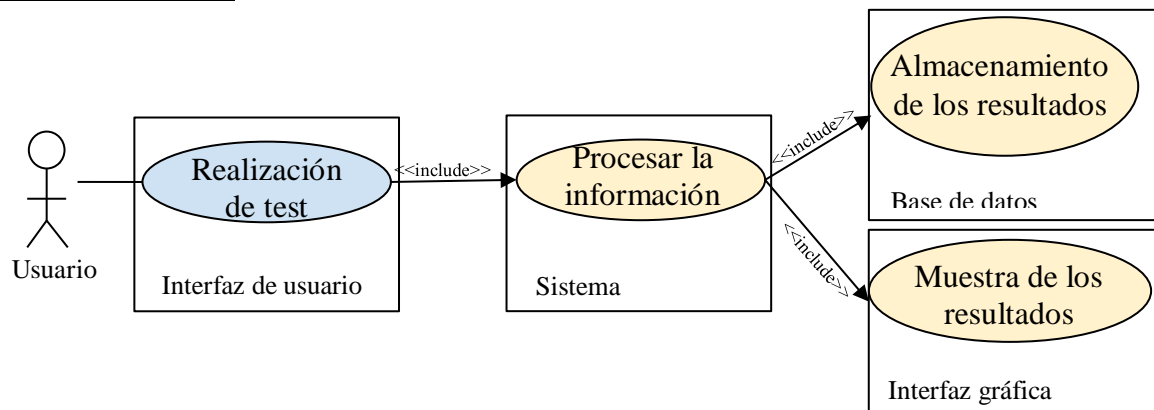 Usuario
Realización
de test
Interfaz de usuario
<<include>>
Procesar la
información
Sistema
<<include>>
<<include>>
Almacenamiento
de los resultados
Base de datos
Muestra de los
resultados
Interfaz gráfica